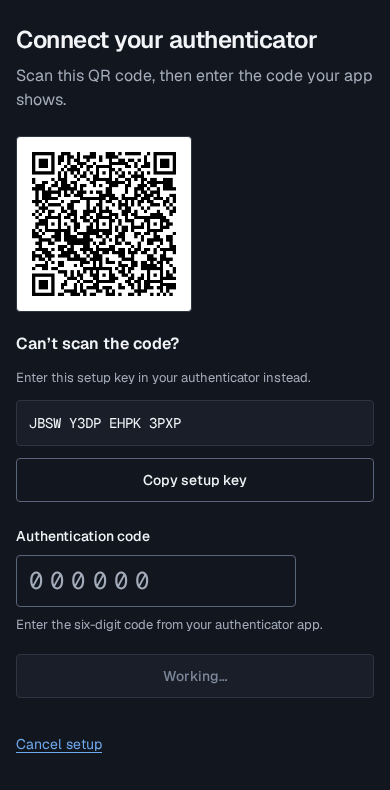 Connect your authenticator
Scan this QR code, then enter the code your app
shows.
Can’t scan the code?
Enter this setup key in your authenticator instead.
JBSW Y3DP EHPK 3PXP
Copy setup key
Authentication code
000000
Enter the six-digit code from your authenticator app.
Working…
Cancel setup